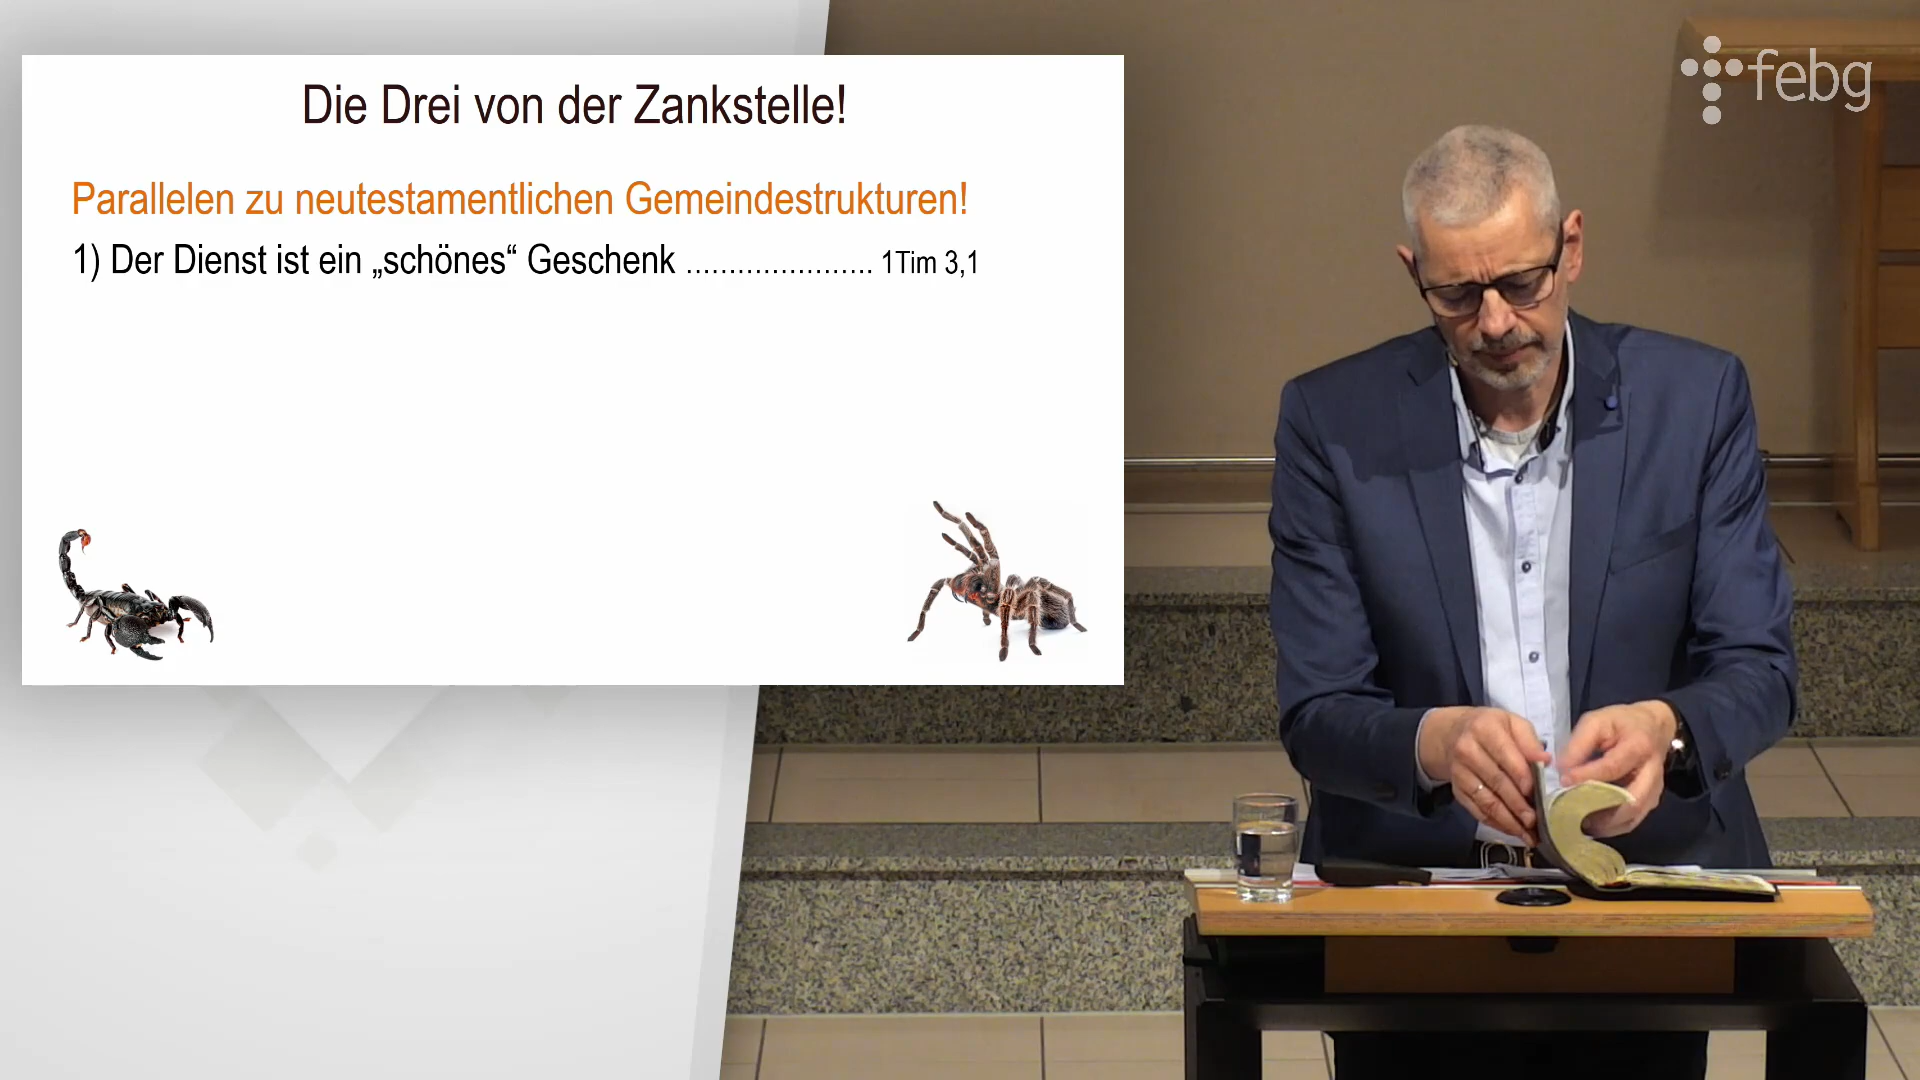 Die Drei von der Zankstelle!
Parallelen zu neutestamentlichen Gemeindestrukturen!
1) Der Dienst ist ein „schönes“ Geschenk ...................... 1Tim 3,1
febg